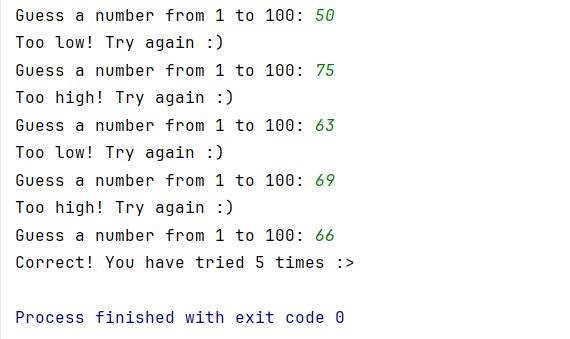 Guess a number from 1 to 100: 50
Too low! Try again :)
Guess a number from 1 to 100: 75
Too high! Try again :)
Guess a number from 1 to 100: 63
Too low! Try again :)
Guess a number from 1 to 100: 69
Too high! Try again :)
Guess a number from 1 to 100: 66
Correct! You have tried 5 times :>
Process finished with exit code 0